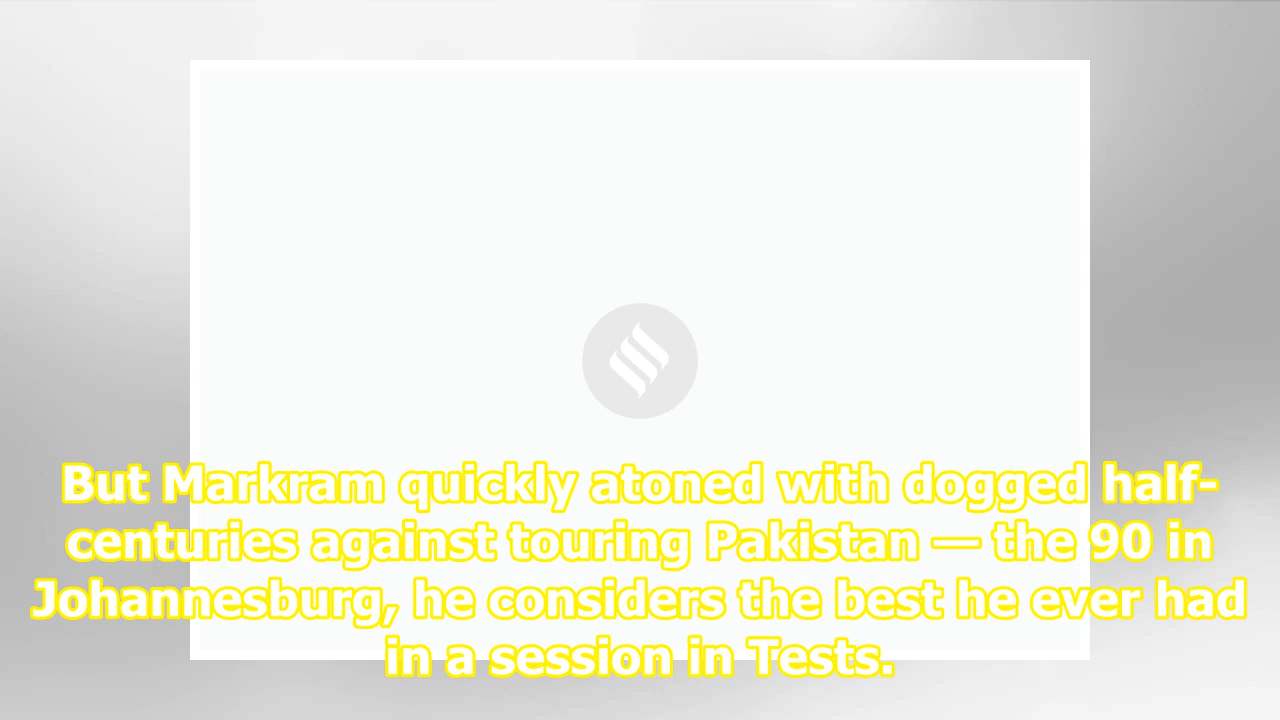 But Markram quickly atoned with dogged half-
centuries against touring Pakistan — the 90 in
Johannesburg, he considers the best he ever had
in a session in Tests.